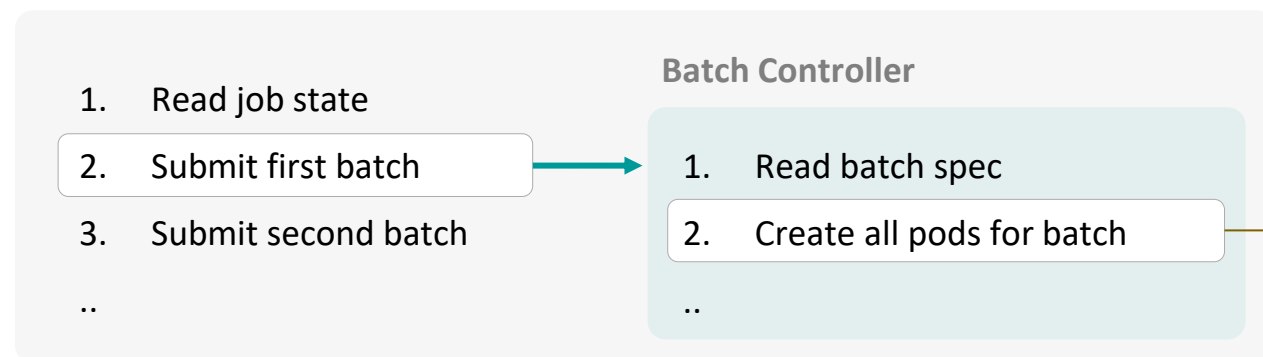 1. Read job state
2. Submit first batch
3. Submit second batch
..
Batch Controller
1. Read batch spec
2. Create all pods for batch
..